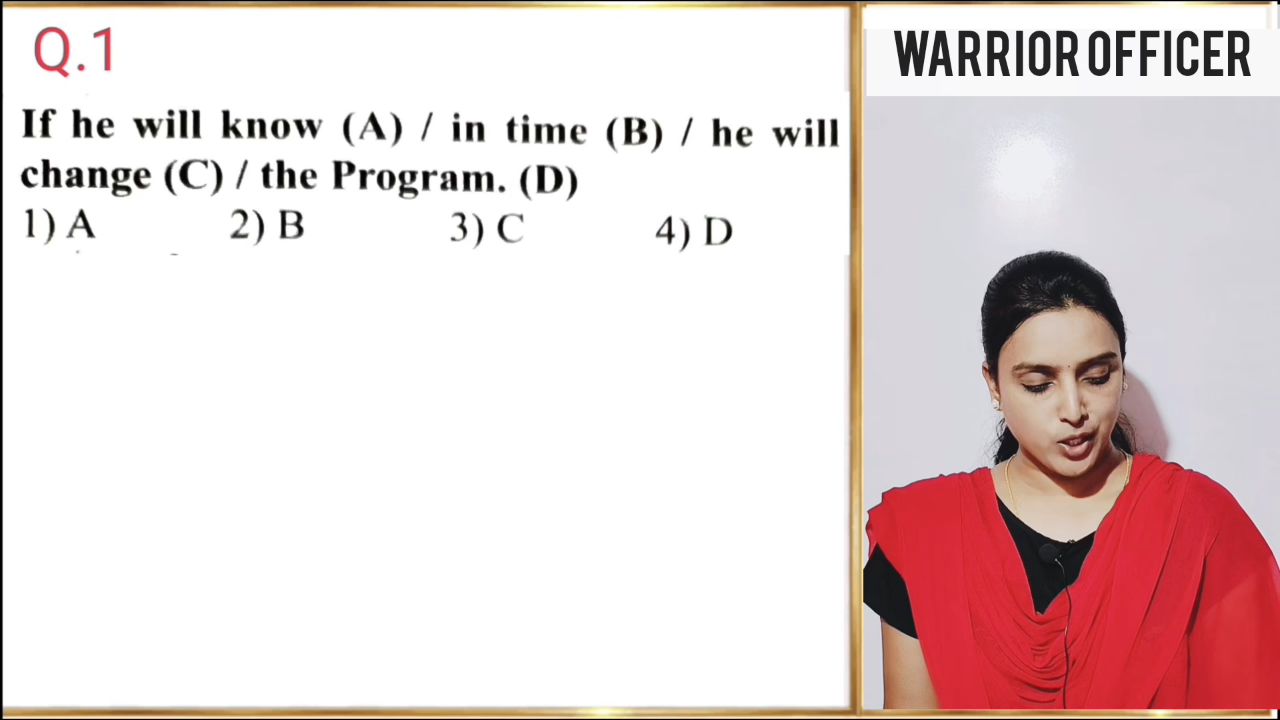 Q.1
WARRIOR OFFICER
If he will know (A) / in time (B) / he will
change (C) / the Program. (D)
1) A 2) B 3) C 4) D